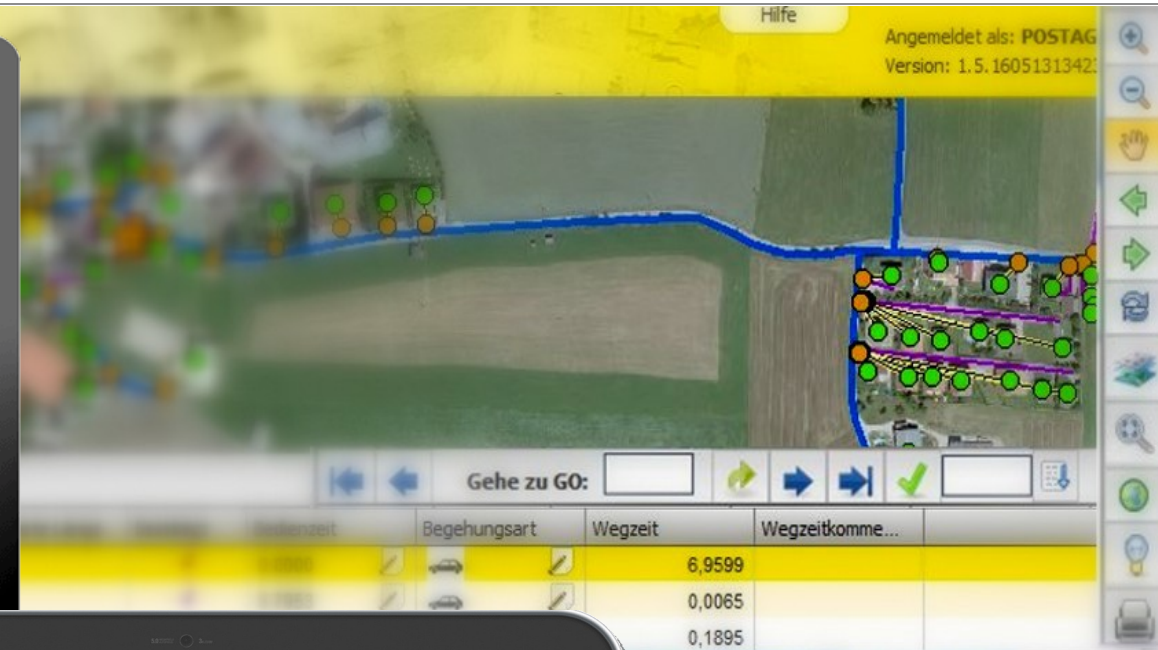 Hilfe
Angemeldet als: POSTAG
Version: 1.5.1605131342
Gehe zu GO:
Begehungsart Wegzeit Wegzeitkomme...
6,9599
0,0065
0,1895